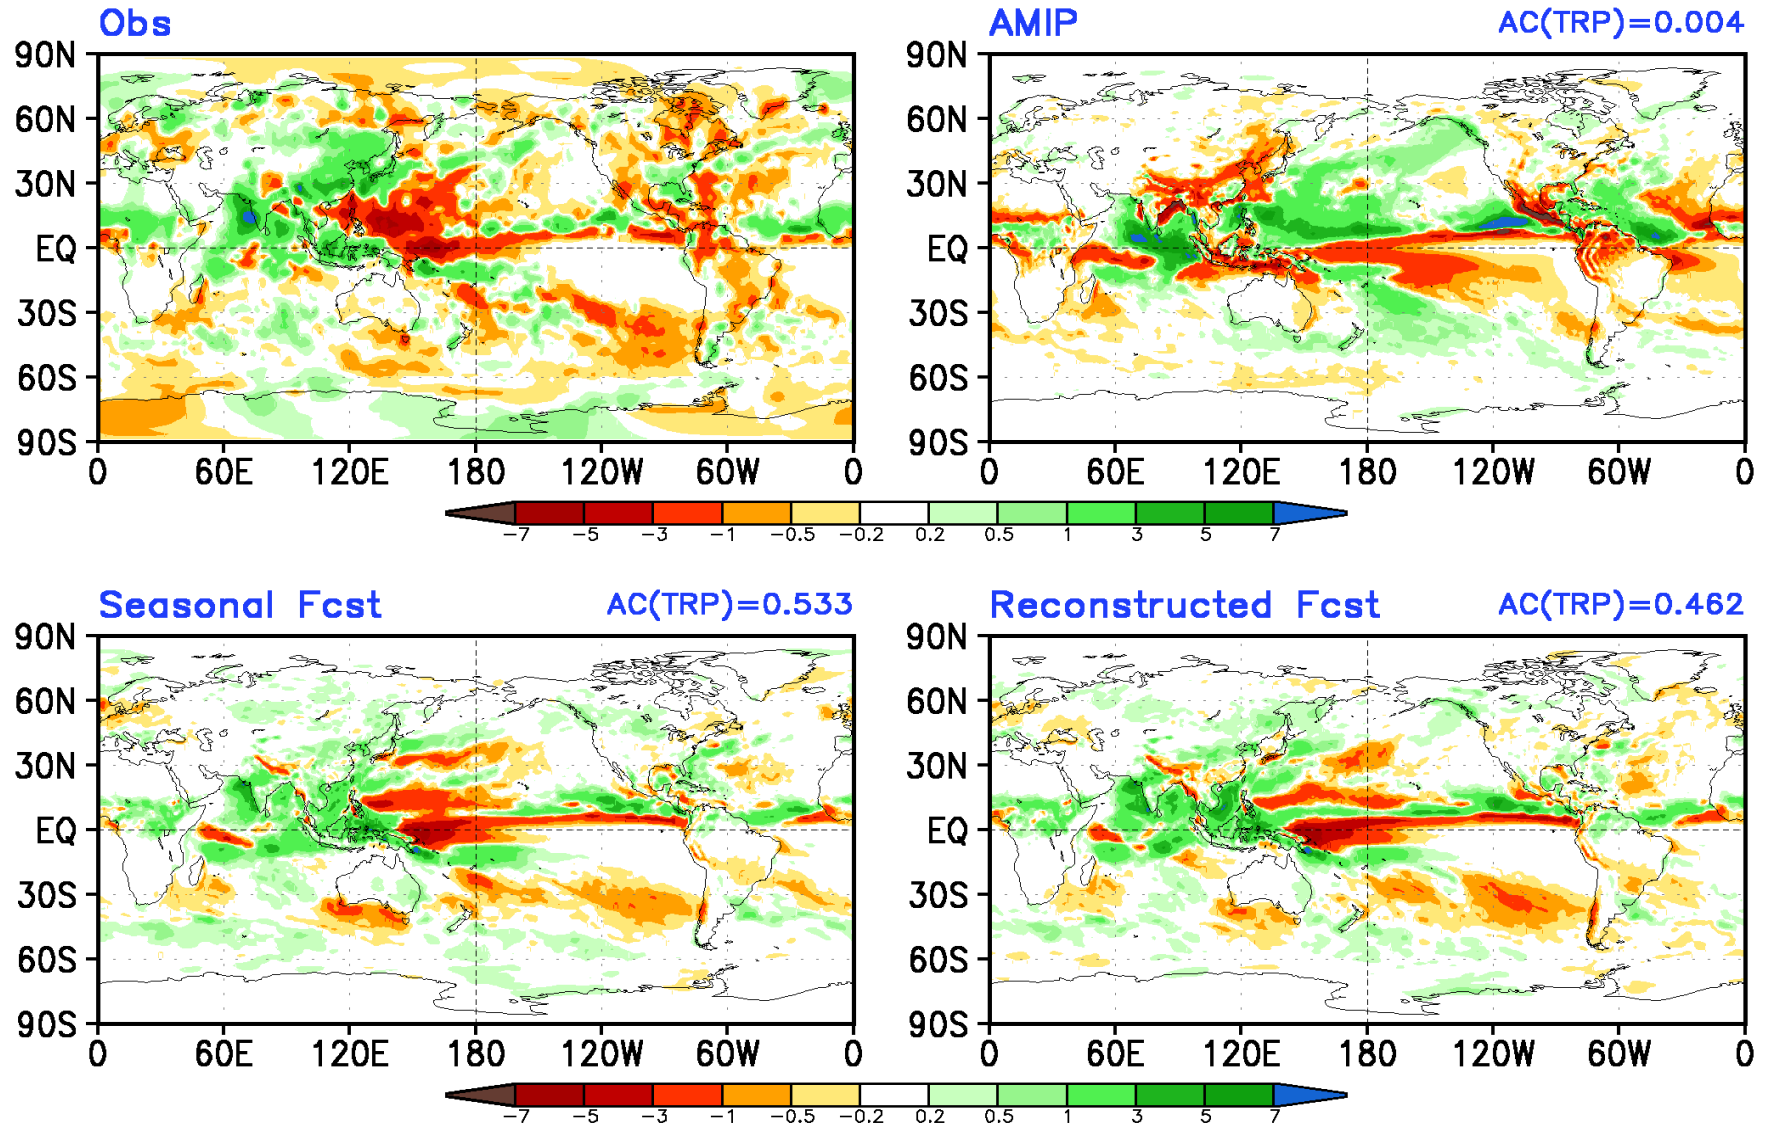 Obs
AMIP AC(TRP)=0.004
90N
60N
30N
EQ
30S
60S
90S
0 60E 120E 180 120W 60W 0
90N
60N
30N
EQ
30S
60S
90S
0 60E 120E 180 120W 60W 0
-7 -5 -3 -1 -0.5 -0.2 0.2 0.5 1 3 5 7
Seasonal Fcst AC(TRP)=0.533
Reconstructed Fcst AC(TRP)=0.462
90N
60N
30N
EQ
30S
60S
90S
0 60E 120E 180 120W 60W 0
90N
60N
30N
EQ
30S
60S
90S
0 60E 120E 180 120W 60W 0
-7 -5 -3 -1 -0.5 -0.2 0.2 0.5 1 3 5 7